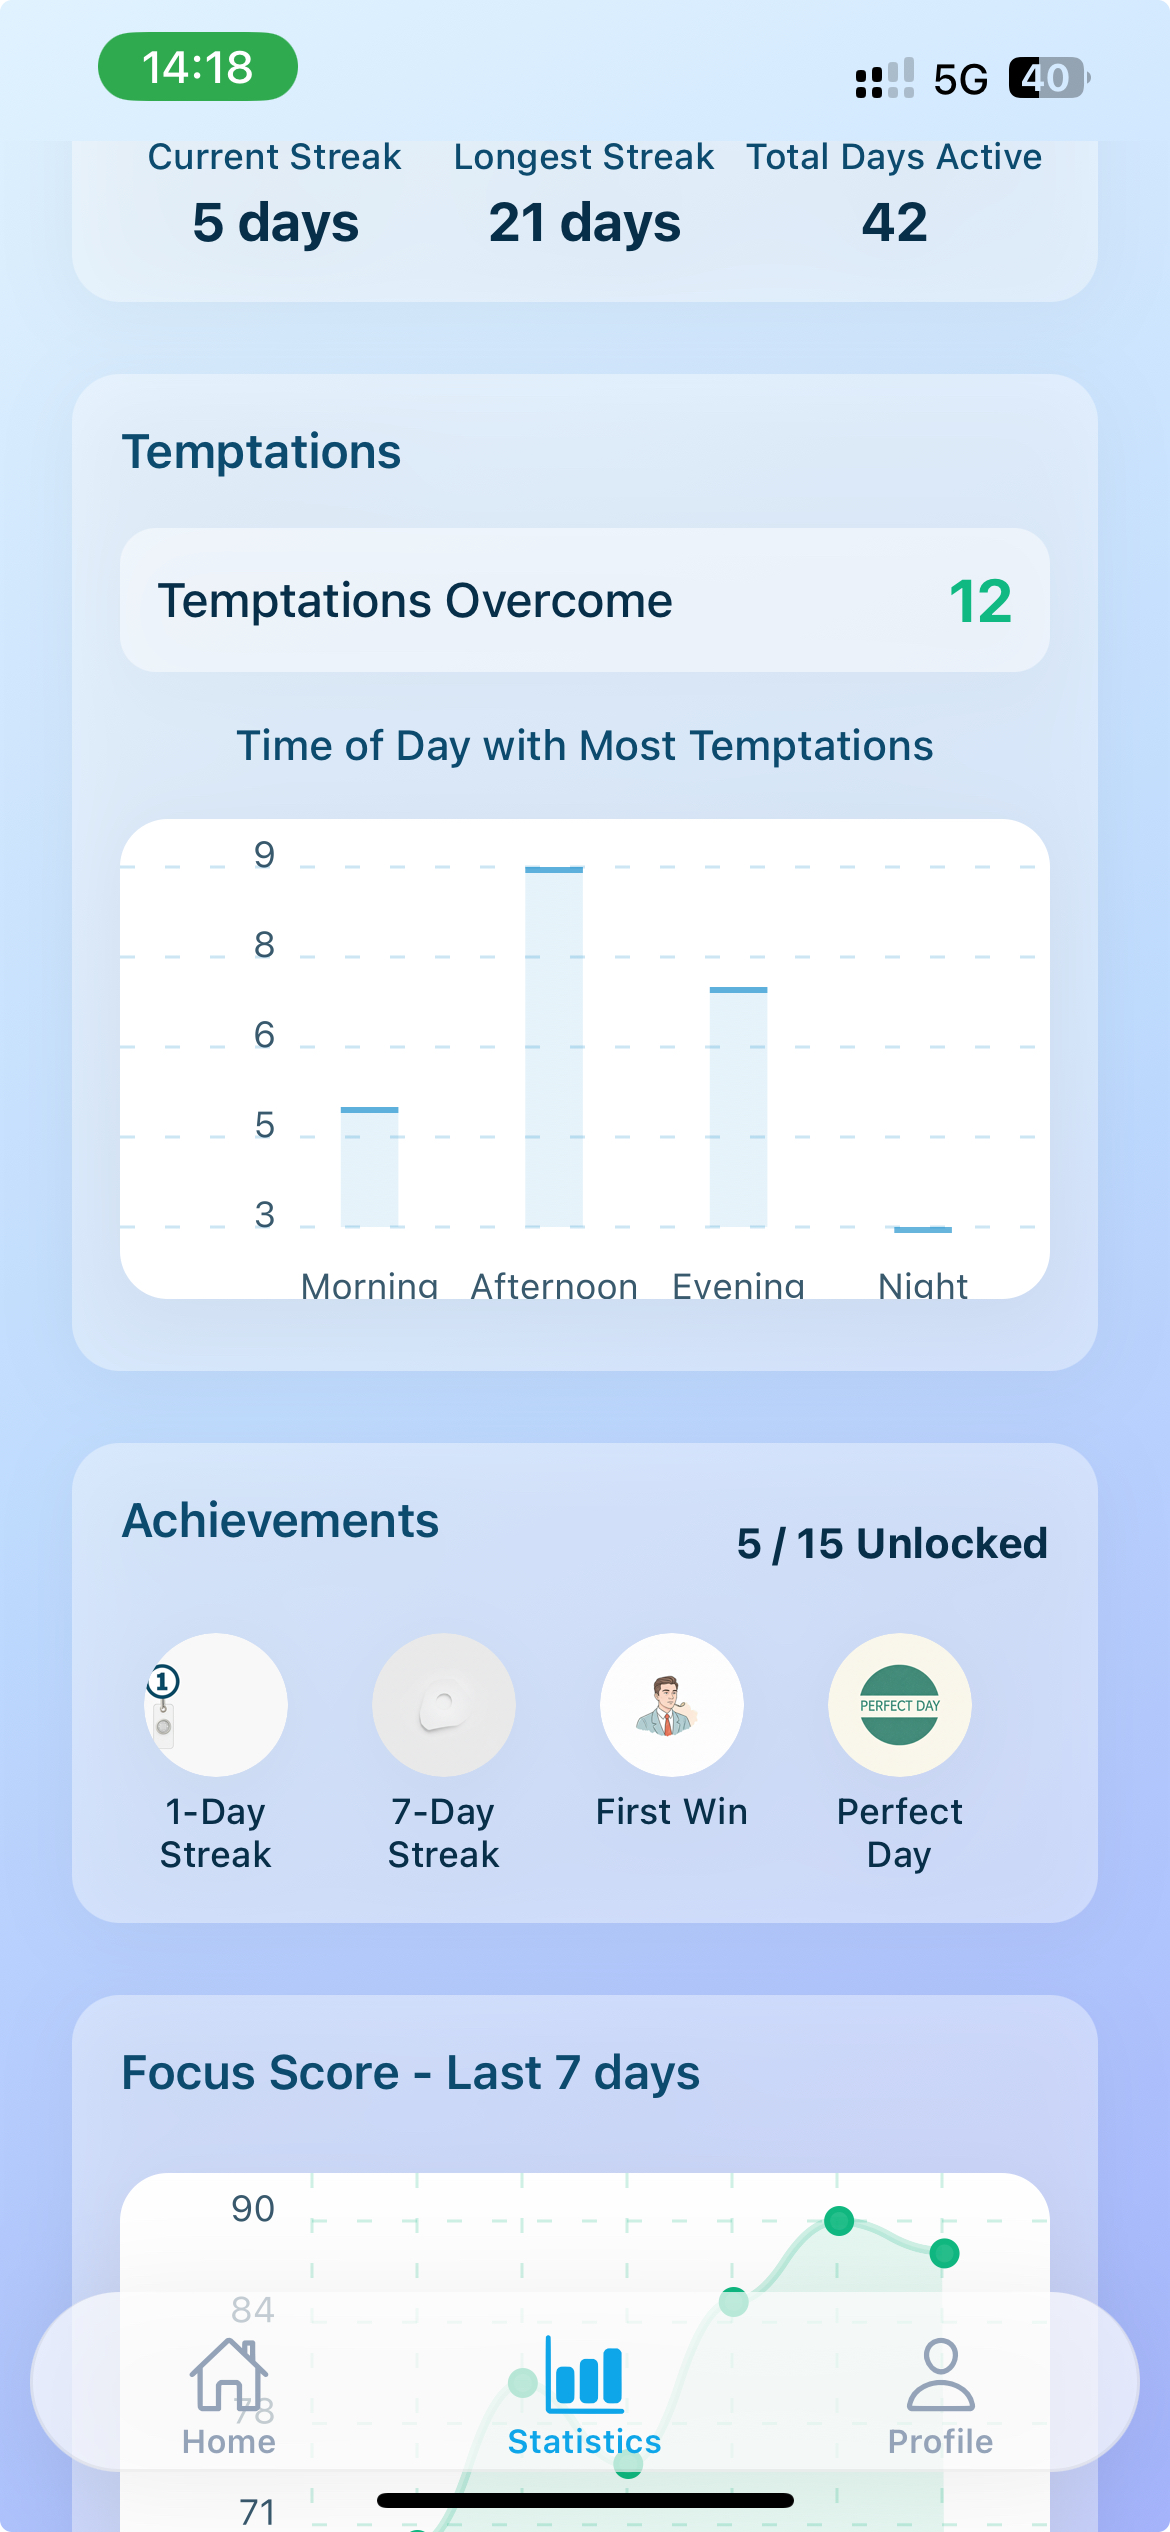 14:18
5G
40
Current Streak
Longest Streak
Total Days Active
5 days
21 days
42
Temptations
Temptations Overcome
12
Time of Day with Most Temptations
9
8
6
5
3
Morning
Afternoon
Evening
Night
Achievements
5 / 15 Unlocked
1
PERFECT DAY
1-Day
Streak
7-Day
Streak
First Win
Perfect
Day
Focus Score - Last 7 days
90
84
78
71
Home
Statistics
Profile